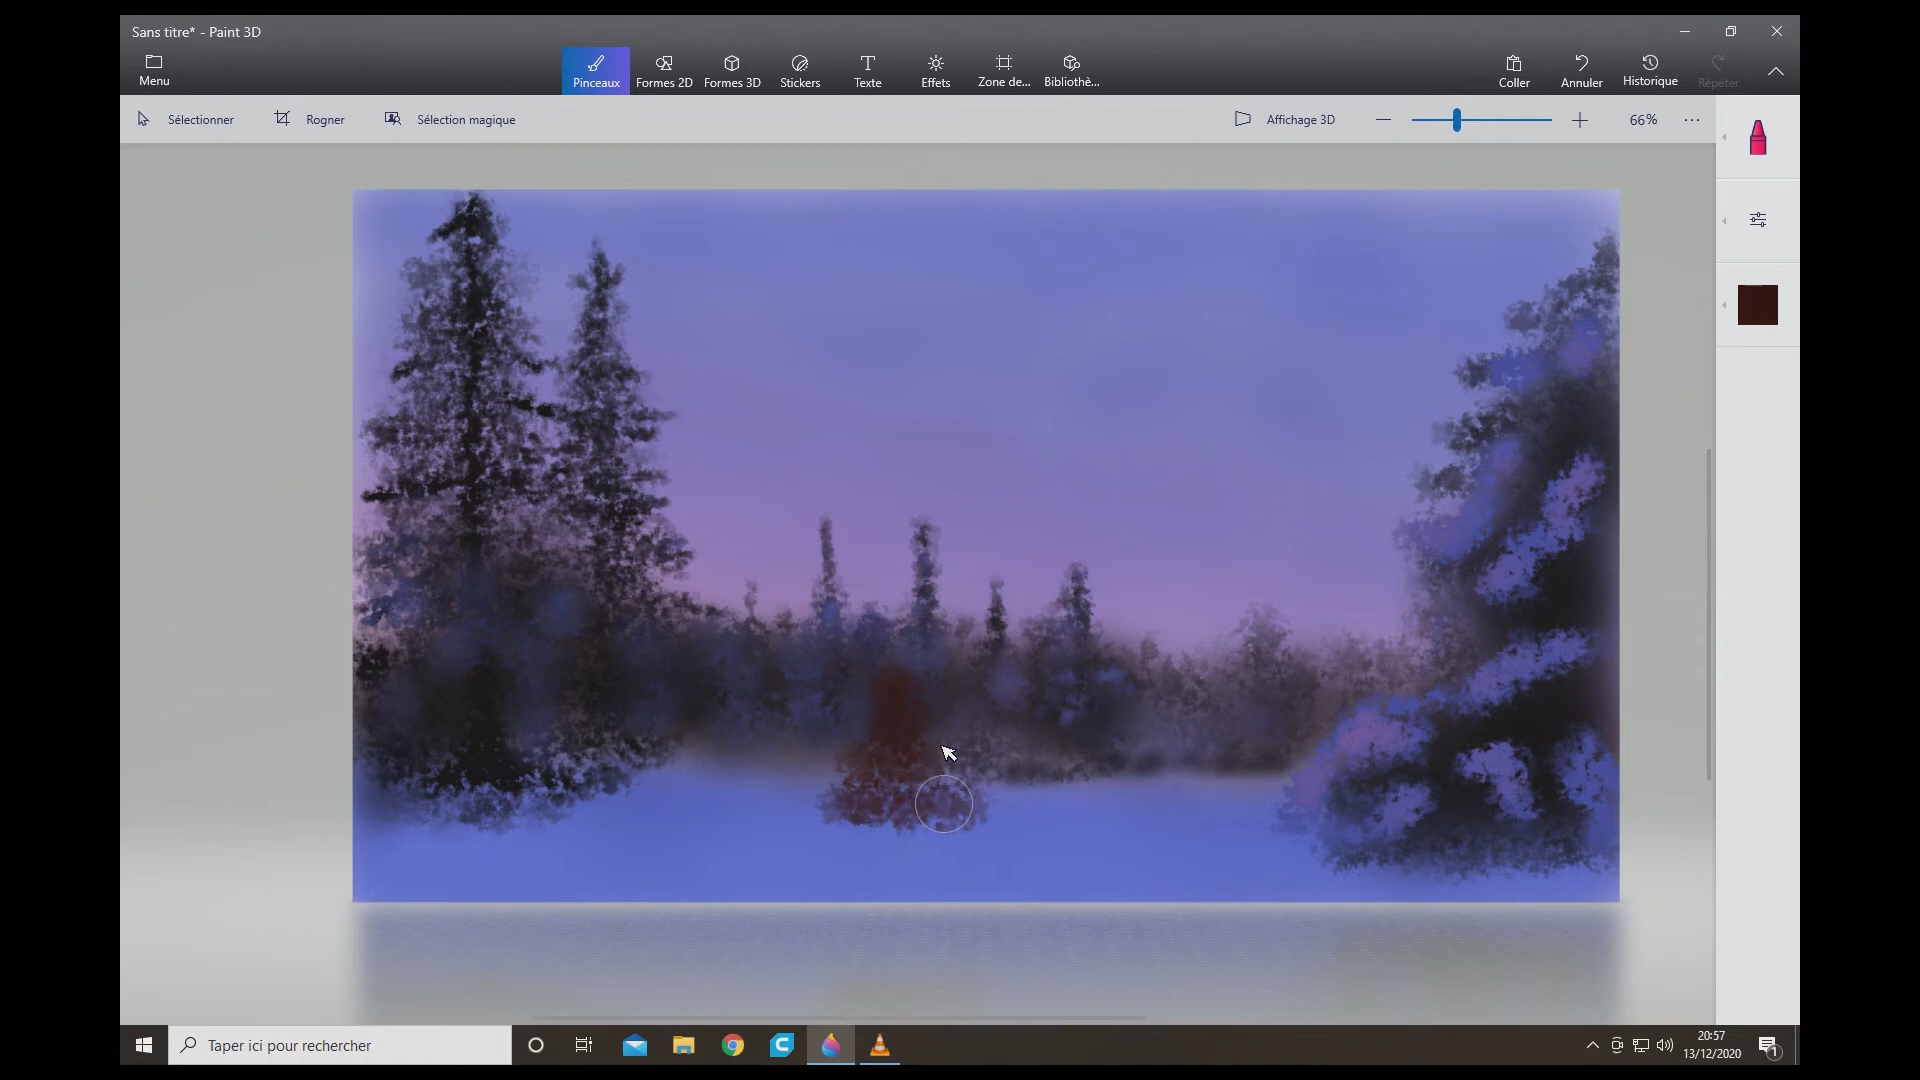 Sans titre* - Paint 3D
Menu
Pinceaux
Formes 2D
Formes 3D
Stickers
Texte
Effets
Zone de...
Bibliothè...
Coller
Annuler
Historique
Répéter
Sélectionner
Rogner
Sélection magique
Affichage 3D
66%
Taper ici pour rechercher
20:57
13/12/2020
1